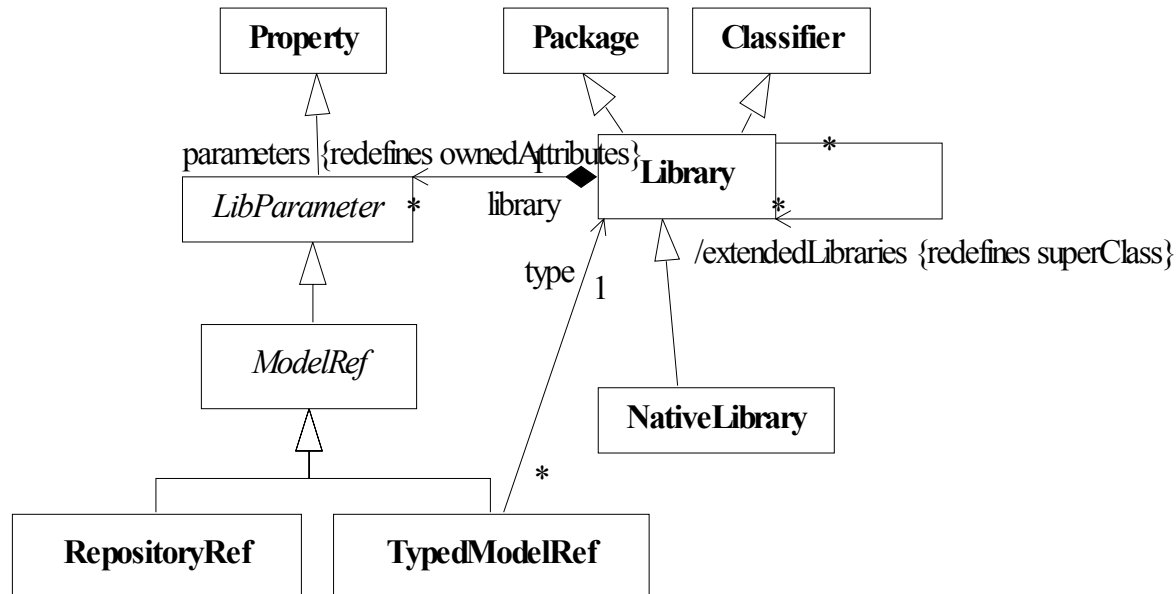 Property
Package
Classifier
parameters {redefines ownedAttributes}
1
*
Library
LibParameter
*
library
*
/extendedLibraries {redefines superClass}
type
1
ModelRef
NativeLibrary
*
RepositoryRef
TypedModelRef